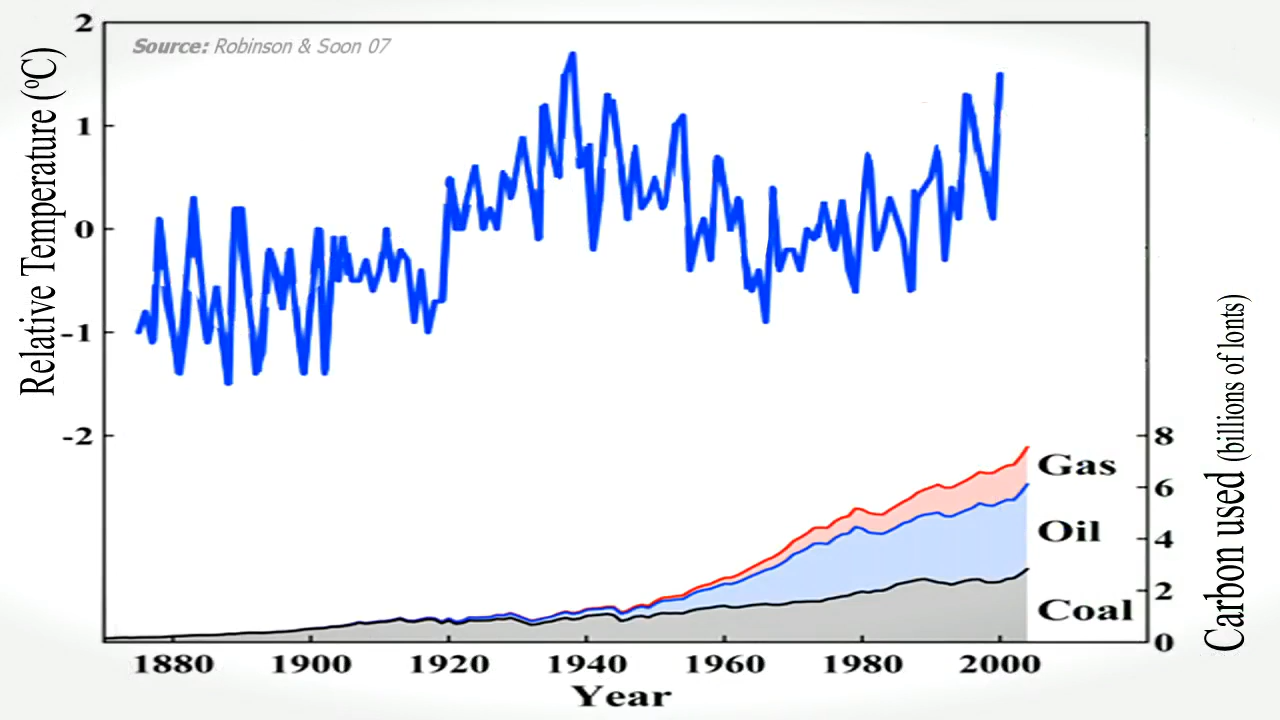 Source: Robinson & Soon 07
Relative Temperature (ºC)
2
1
0
-1
-2
8
6
4
2
0
Carbon used (billions of lonts)
Gas
Oil
Coal
1880 1900 1920 1940 1960 1980 2000
Year